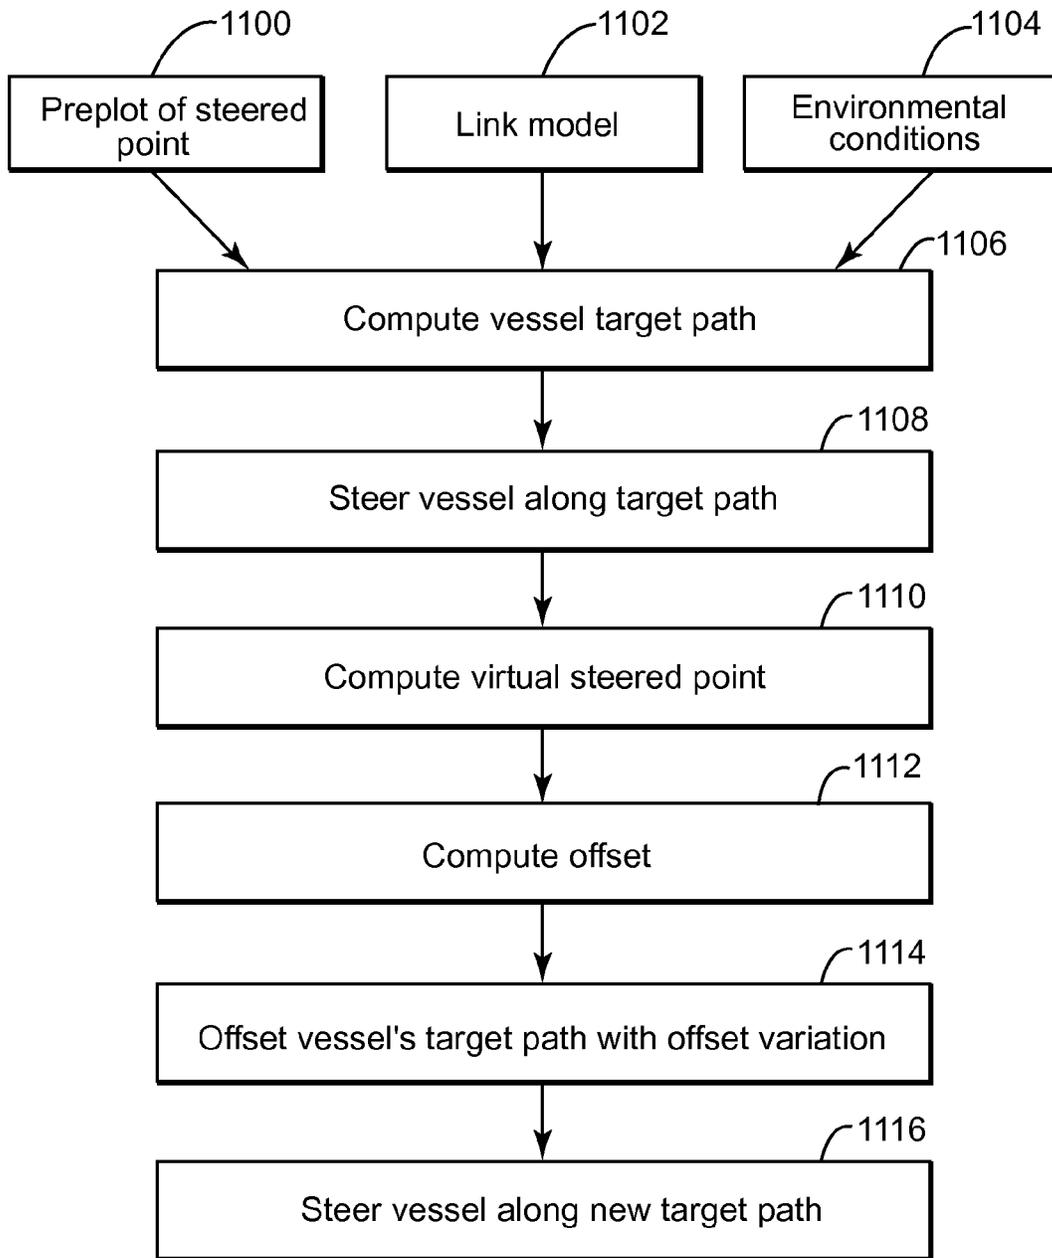 1100
1102
1104
Preplot of steered
point
Link model
Environmental
conditions
1106
Compute vessel target path
1108
Steer vessel along target path
1110
Compute virtual steered point
1112
Compute offset
1114
Offset vessel's target path with offset variation
1116
Steer vessel along new target path